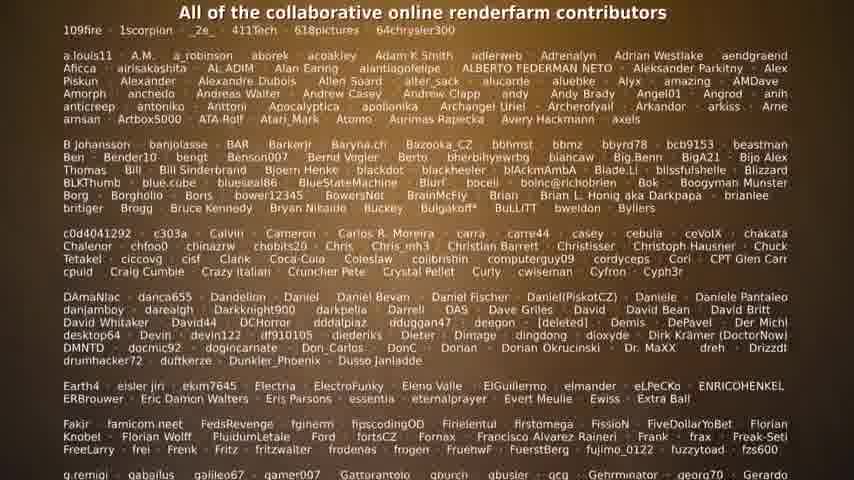 All of the collaborative online renderfarm contributors
109fire · 1scorpion · _2e_ · 411Tech · 618pictures · 64chrysler300
a.louis11 · A.M. · a_robinson · aborek · acoakley · Adam K Smith · adlerweb · Adrenalyn · Adrian Westlake · aendgraend
Aficca · airisakashita · AL ADIM · Alan Earing · alantiagofelipe · ALBERTO FEDERMAN NETO · Aleksander Parkitny · Alex
Piskun · Alexander · Alexandre Dubois · Allen Saard · alter_sack · alucarde · aluebke · Alyx · amazing · AMDave
Amorph · anchedo · Andreas Walter · Andrew Casey · Andrew Clapp · andy · Andy Brady · Angel01 · Angrod · anih
anticreep · antoniko · Anttoni · Apocalyptica · apolionka · Archangel Uriel · Archerofyail · Arkandor · arkiss · Arne
arnsan · Artbox5000 · ATA-Rolf · Atari_Mark · Atomo · Aurimas Rapecka · Avery Hackmann · axels
B Johansson · banjolasse · BAR · Barkerjr · Baryna.ch · Bazooka_CZ · bbhmst · bbmz · bbyrd78 · bcb9153 · beastman
Ben · Bender10 · bengt · Benson007 · Bernd Vogler · Berto · bherbihyewrbg · biancaw · Big.Benn · BigA21 · Bijo Alex
Thomas · Bill · Bill Sinderbrand · Bjoern Henke · blackdot · blackheeler · blAckmAmbA · Blade.Li · blissfulshelle · Blizzard
BLKThumb · blue.cube · blueseal86 · BlueStateMachine · Blurf · boceli · boinc@richobrien · Bok · Boogyman Munster
Borg · Borgholio · Boris · bower12345 · BowersNet · BrainMcFly · Brian · Brian L. Honig aka Darkpapa · brianlee
britiger · Brogg · Bruce Kennedy · Bryan Nikaido · Buckey · Bulgakoff* · BuLLiTT · bweldon · Byllers
c0d4041292 · c303a · Calvin · Cameron · Carlos R. Moreira · carra · carre44 · casey · cebula · ceVolX · chakata
Chalenor · chfoo0 · chinazrw · chobits20 · Chris · Chris_mh3 · Christian Barrett · Christisser · Christoph Hausner · Chuck
Tetakel · ciccovg · cisf · Clank · Coca-Cula · Coleslaw · colibrishin · computerguy09 · cordyceps · Cori · CPT Glen Carr
cpuid · Craig Cumbie · Crazy Italian · Cruncher Pete · Crystal Pellet · Curly · cwiseman · Cyfron · Cyph3r
DAmaNiac · danca655 · Dandelion · Daniel · Daniel Bevan · Daniel Fischer · Daniel(PiskotCZ) · Daniele · Daniele Pantaleo
danjamboy · darealgh · Darkknight900 · darkpella · Darrell · DAS · Dave Griles · David · David Bean · David Britt
David Whitaker · David44 · DCHorror · dddalpiaz · dduggan47 · deegon · [deleted] · Demis · DePavel · Der Michl
desktop64 · Devin · devin122 · df910105 · diederiks · Dieter · Dimage · dingdong · dioxyde · Dirk Krämer (DoctorNow)
DMNTD · docmic92 · dogincarnate · Don_Carlos · DonC · Dorian · Dorian Okrucinski · Dr. MaXX · dreh · Drizzdt
drumhacker72 · duftkerze · Dunkler_Phoenix · Dusso Janladde
Earth4 · eisler jiri · ekim7645 · Electria · ElectroFunky · Eleno Valle · ElGuillermo · elmander · eLPeCKo · ENRICOHENKEL
ERBrouwer · Eric Damon Walters · Eris Parsons · essentia · eternalprayer · Evert Meulie · Ewiss · Extra Ball
Fakir · famicom.neet · FedsRevenge · fginerm · fipscodingOD · Firielentul · firstomega · FissioN · FiveDollarYoBet · Florian
Knobel · Florian Wolff · FluidumLetale · Ford · fortsCZ · Fornax · Francisco Alvarez Raineri · Frank · frax · Freak-Seti
FreeLarry · frei · Frenk · Fritz · fritzwalter · frodenas · frogen · FruehwF · FuerstBerg · fujimo_0122 · fuzzytoad · fzs600
g.remigi · gabailus · galileo67 · gamer007 · Gattorantolo · gburch · gbusler · gcg · Gehrminator · georg70 · Gerardo